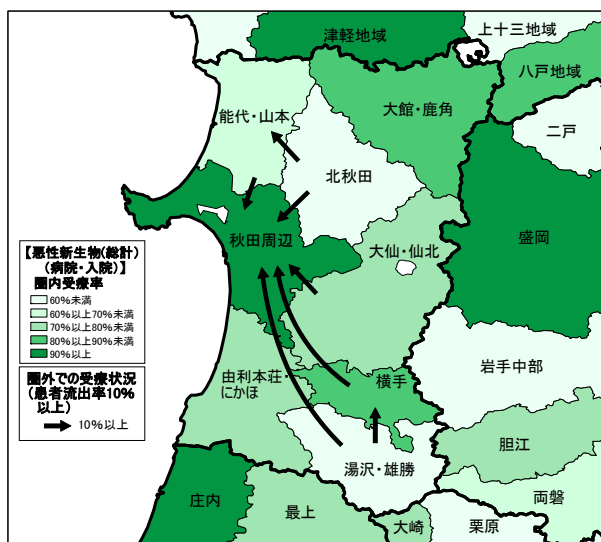 津軽地域
上十三地域
八戸地域
能代・山本
大館・鹿角
二戸
北秋田
秋田周辺
大仙・仙北
盛岡
【悪性新生物(総計)
(病院・入院)】
圏内受療率
60%未満
60%以上70%未満
70%以上80%未満
80%以上90%未満
90%以上
圏外での受療状況
(患者流出率10%
以上)
10%以上
由利本荘・
にかほ
横手
岩手中部
湯沢・雄勝
胆江
庄内
最上
大崎
栗原
両磐